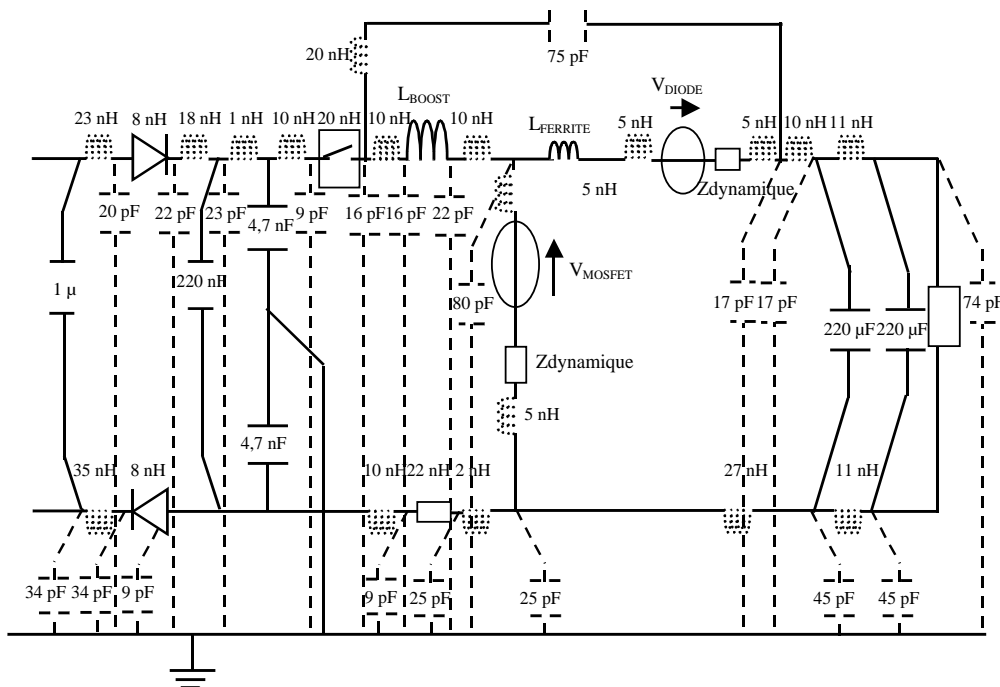 20 nH
75 pF
V_DIODE
L_BOOST
23 nH 8 nH 18 nH 1 nH 10 nH 20 nH 10 nH 10 nH
L_FERRITE
5 nH
5 nH 10 nH 11 nH
5 nH
Zdynamique
20 pF 22 pF 23 pF 4,7 nF 9 pF 16 pF 16 pF 22 pF
V_MOSFET
1 µ 220 nF 80 pF 17 pF 17 pF 74 pF
220 µF 220 µF
Zdynamique
5 nH
4,7 nF
35 nH 8 nH 10 nH 22 nH 2 nH 27 nH 11 nH
34 pF 34 pF 9 pF 9 pF 25 pF 25 pF 45 pF 45 pF